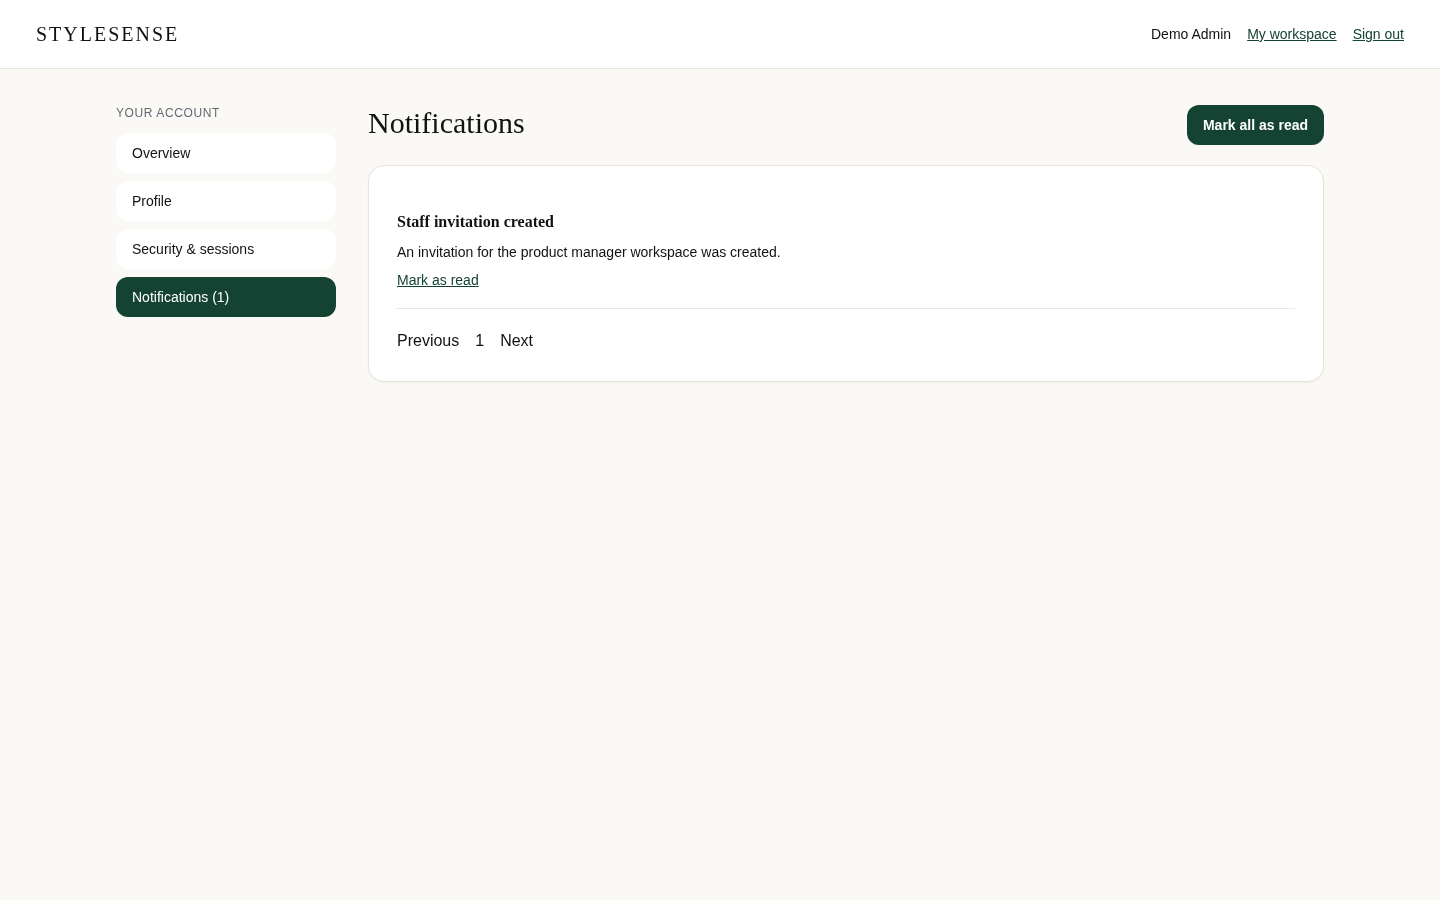 STYLESENSE
Demo Admin My workspace Sign out
YOUR ACCOUNT
Overview
Profile
Security & sessions
Notifications (1)
Notifications
Mark all as read
Staff invitation created
An invitation for the product manager workspace was created.
Mark as read
Previous 1 Next